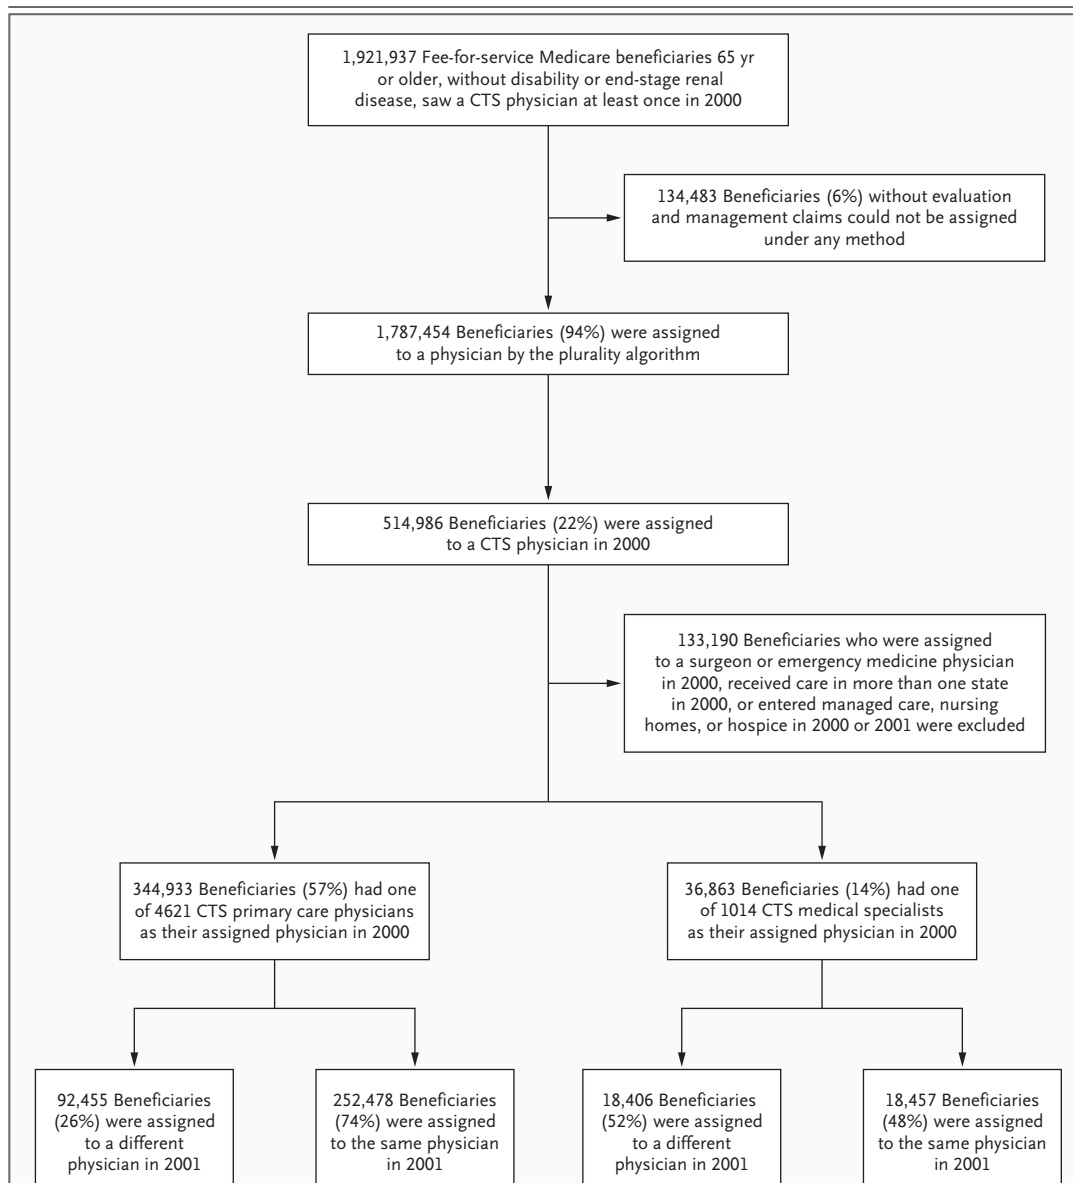 1,921,937 Fee-for-service Medicare beneficiaries 65 yr
or older, without disability or end-stage renal
disease, saw a CTS physician at least once in 2000
134,483 Beneficiaries (6%) without evaluation
and management claims could not be assigned
under any method
1,787,454 Beneficiaries (94%) were assigned
to a physician by the plurality algorithm
514,986 Beneficiaries (22%) were assigned
to a CTS physician in 2000
133,190 Beneficiaries who were assigned
to a surgeon or emergency medicine physician
in 2000, received care in more than one state
in 2000, or entered managed care, nursing
homes, or hospice in 2000 or 2001 were excluded
344,933 Beneficiaries (57%) had one
of 4621 CTS primary care physicians
as their assigned physician in 2000
36,863 Beneficiaries (14%) had one
of 1014 CTS medical specialists
as their assigned physician in 2000
92,455 Beneficiaries
(26%) were assigned
to a different
physician in 2001
252,478 Beneficiaries
(74%) were assigned
to the same physician
in 2001
18,406 Beneficiaries
(52%) were assigned
to a different
physician in 2001
18,457 Beneficiaries
(48%) were assigned
to the same physician
in 2001